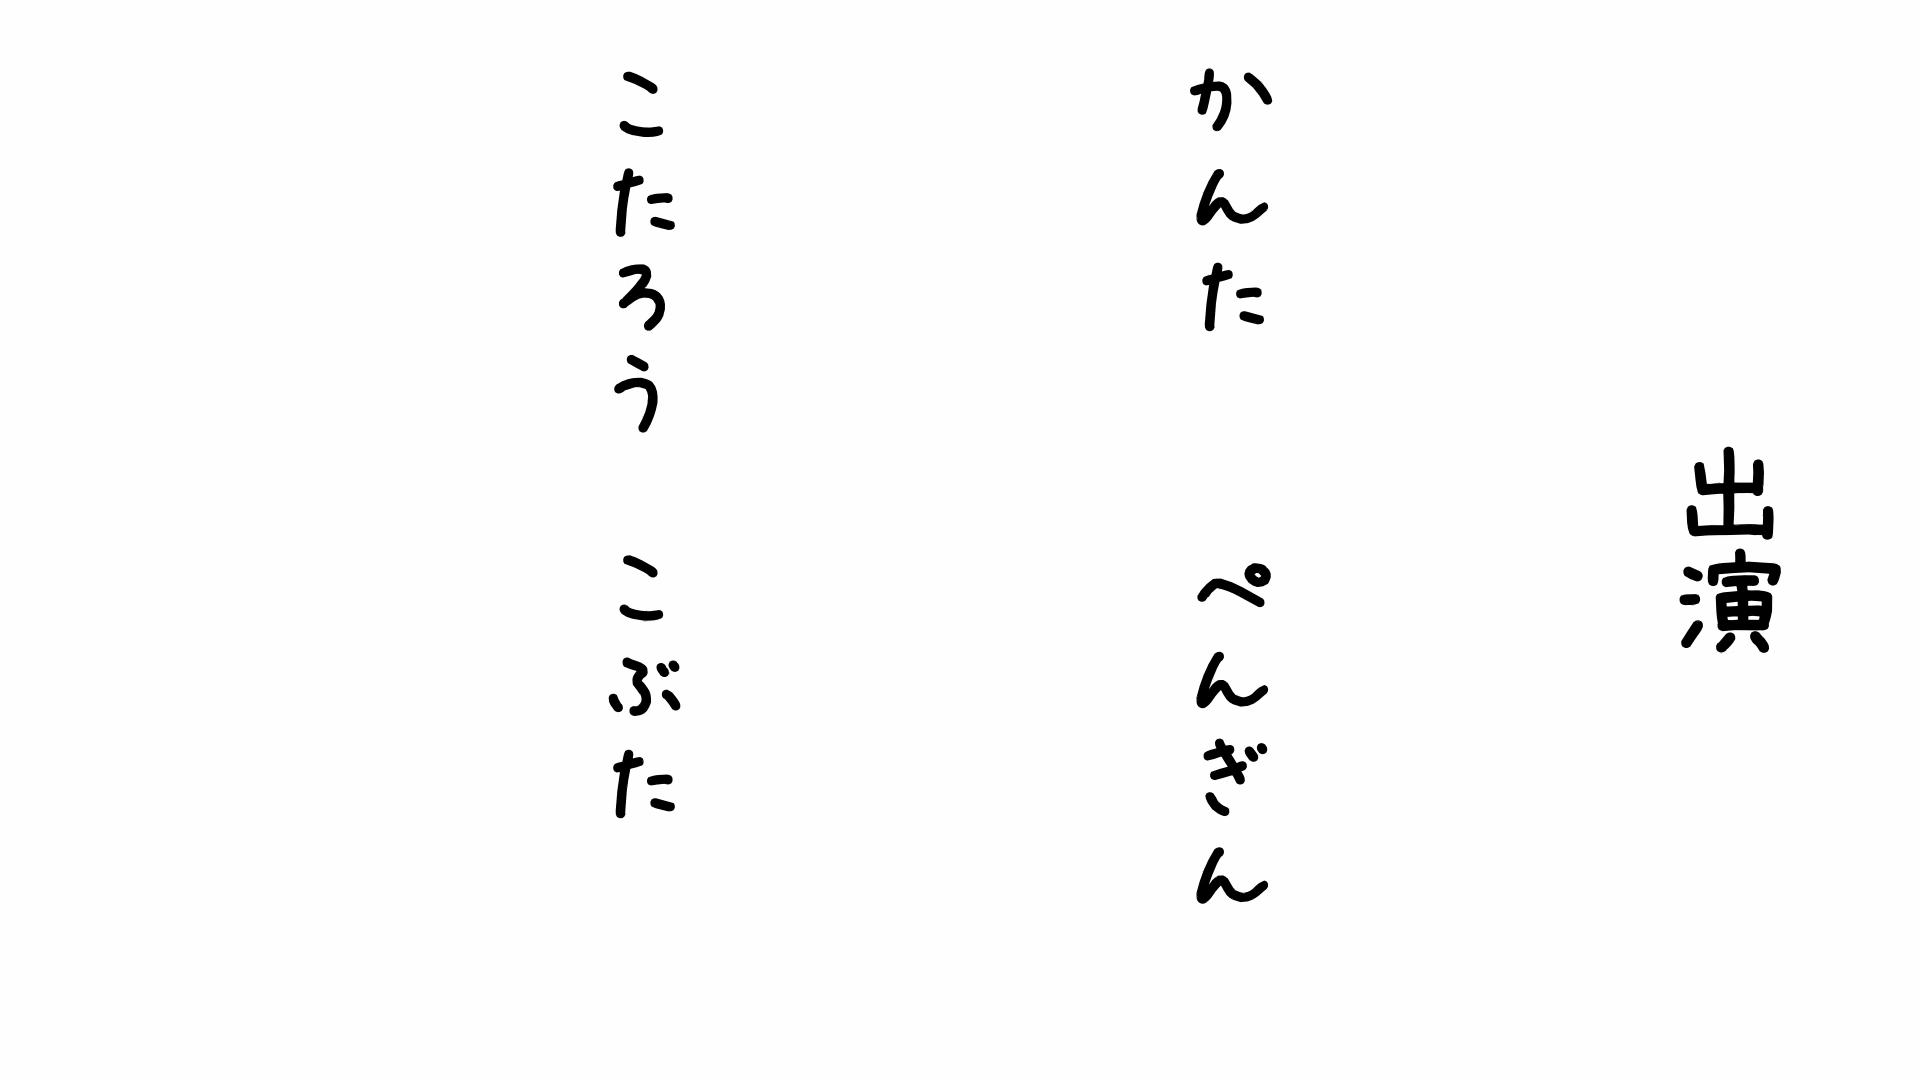 出演
かんた　ぺんぎん
こたろう　こぶた